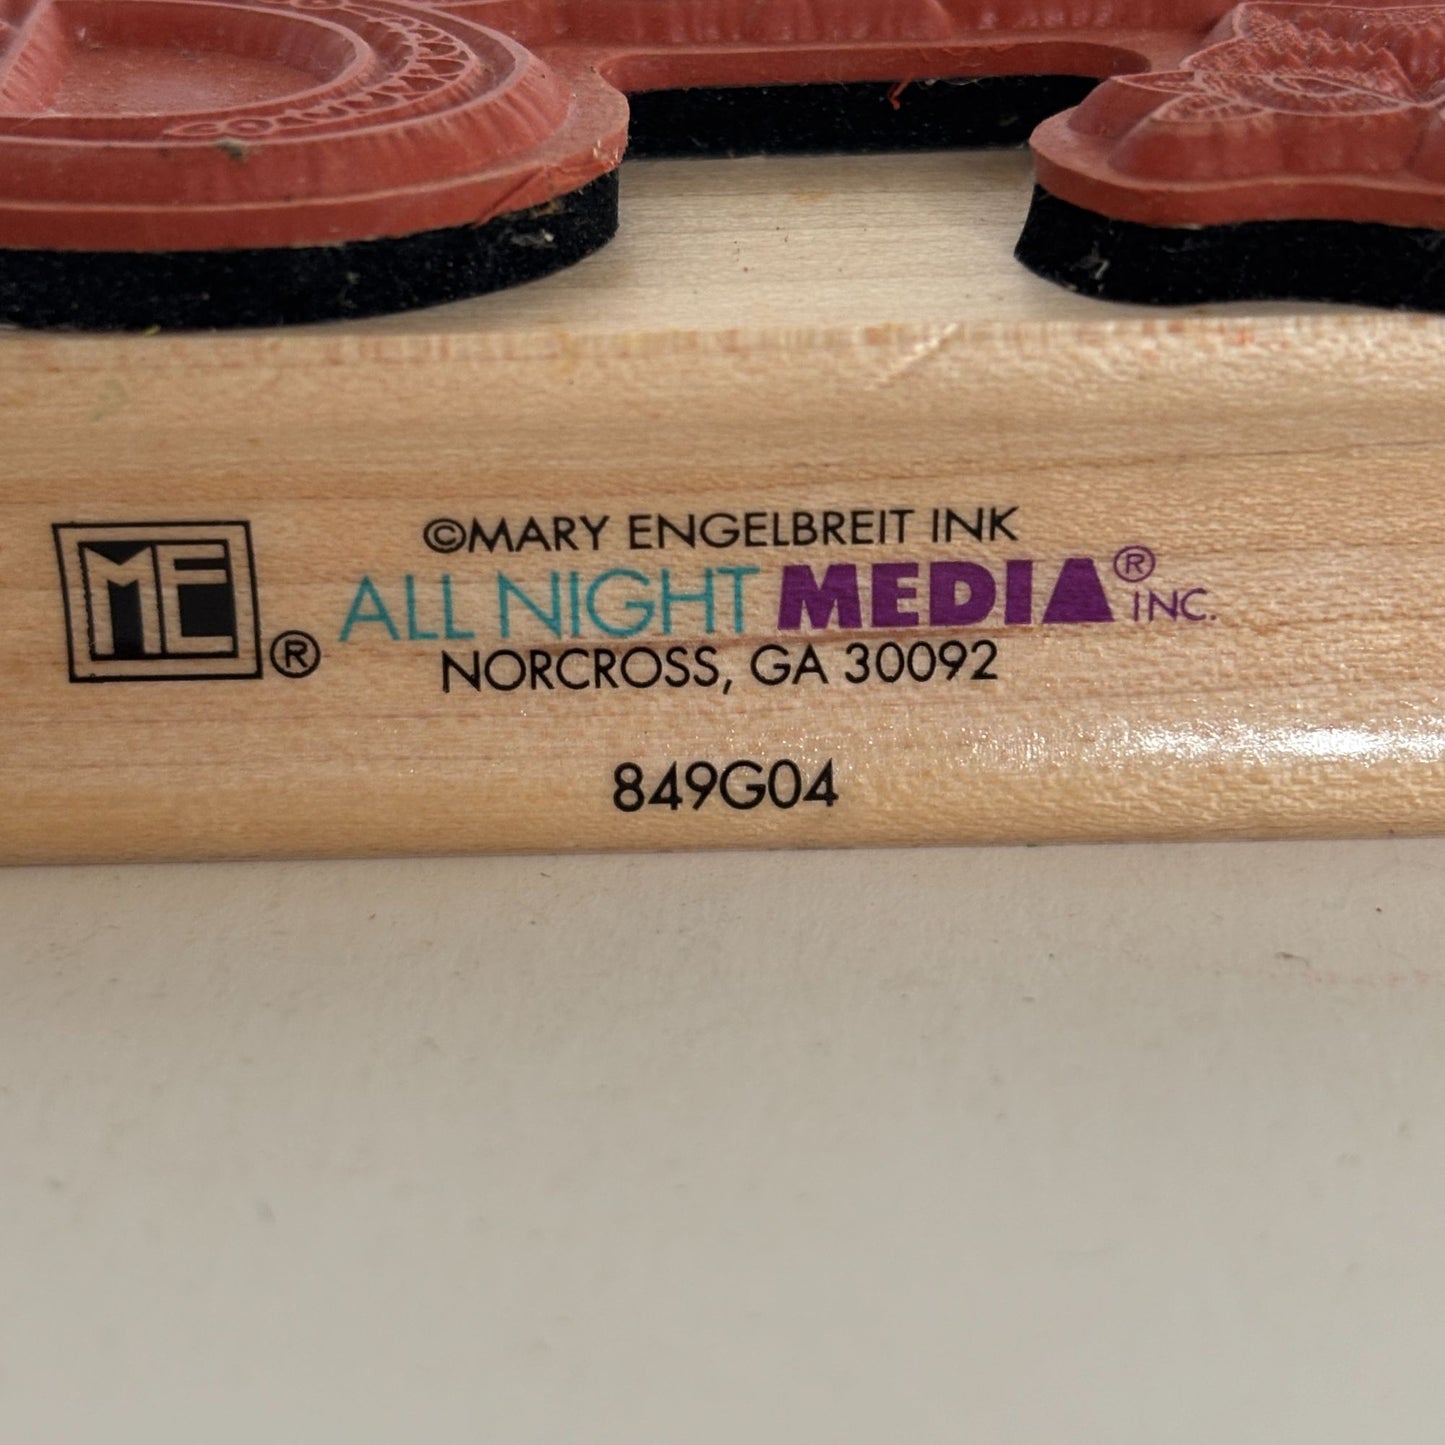 ©MARY ENGELBREIT INK
ME® ALL NIGHT MEDIA® INC.
NORCROSS, GA 30092
849G04